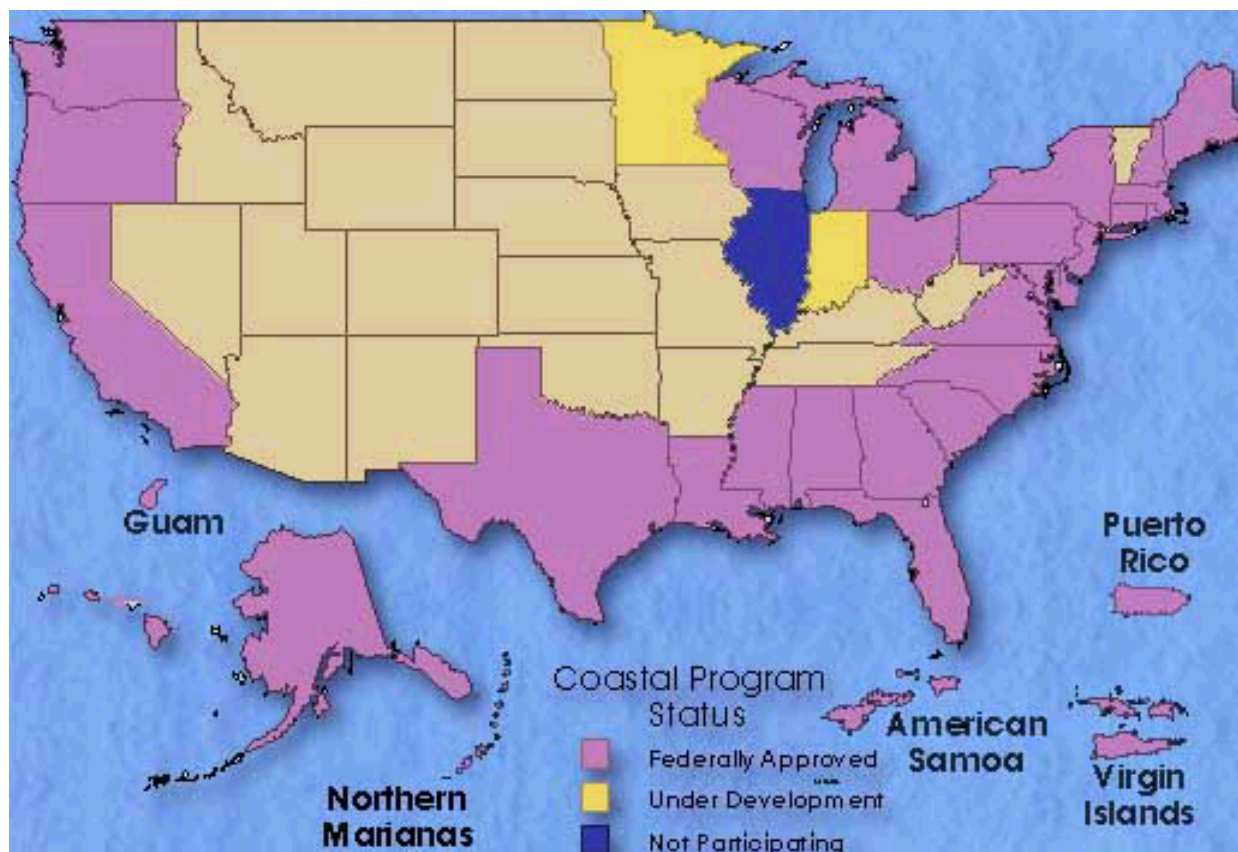 Guam
Puerto
Rico
Coastal Program
Status
Federally Approved
Under Development
Not Participating
Northern
Marianas
American
Samoa
Virgin
Islands